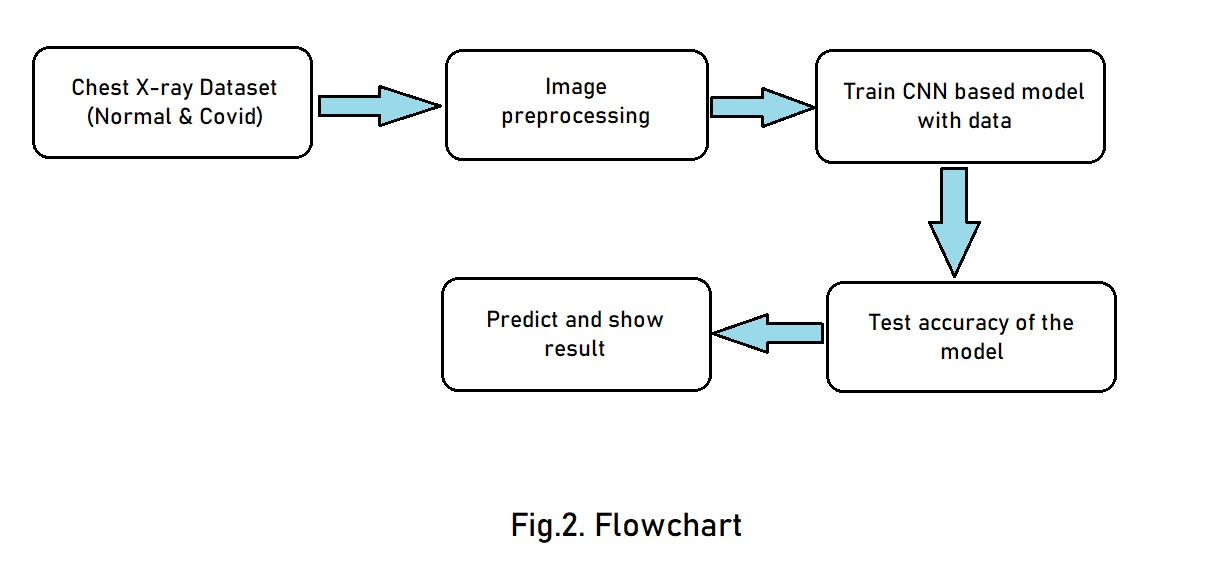 Chest X-ray Dataset
(Normal & Covid)
Image
preprocessing
Train CNN based model
with data
Test accuracy of the
model
Predict and show
result
Fig.2. Flowchart